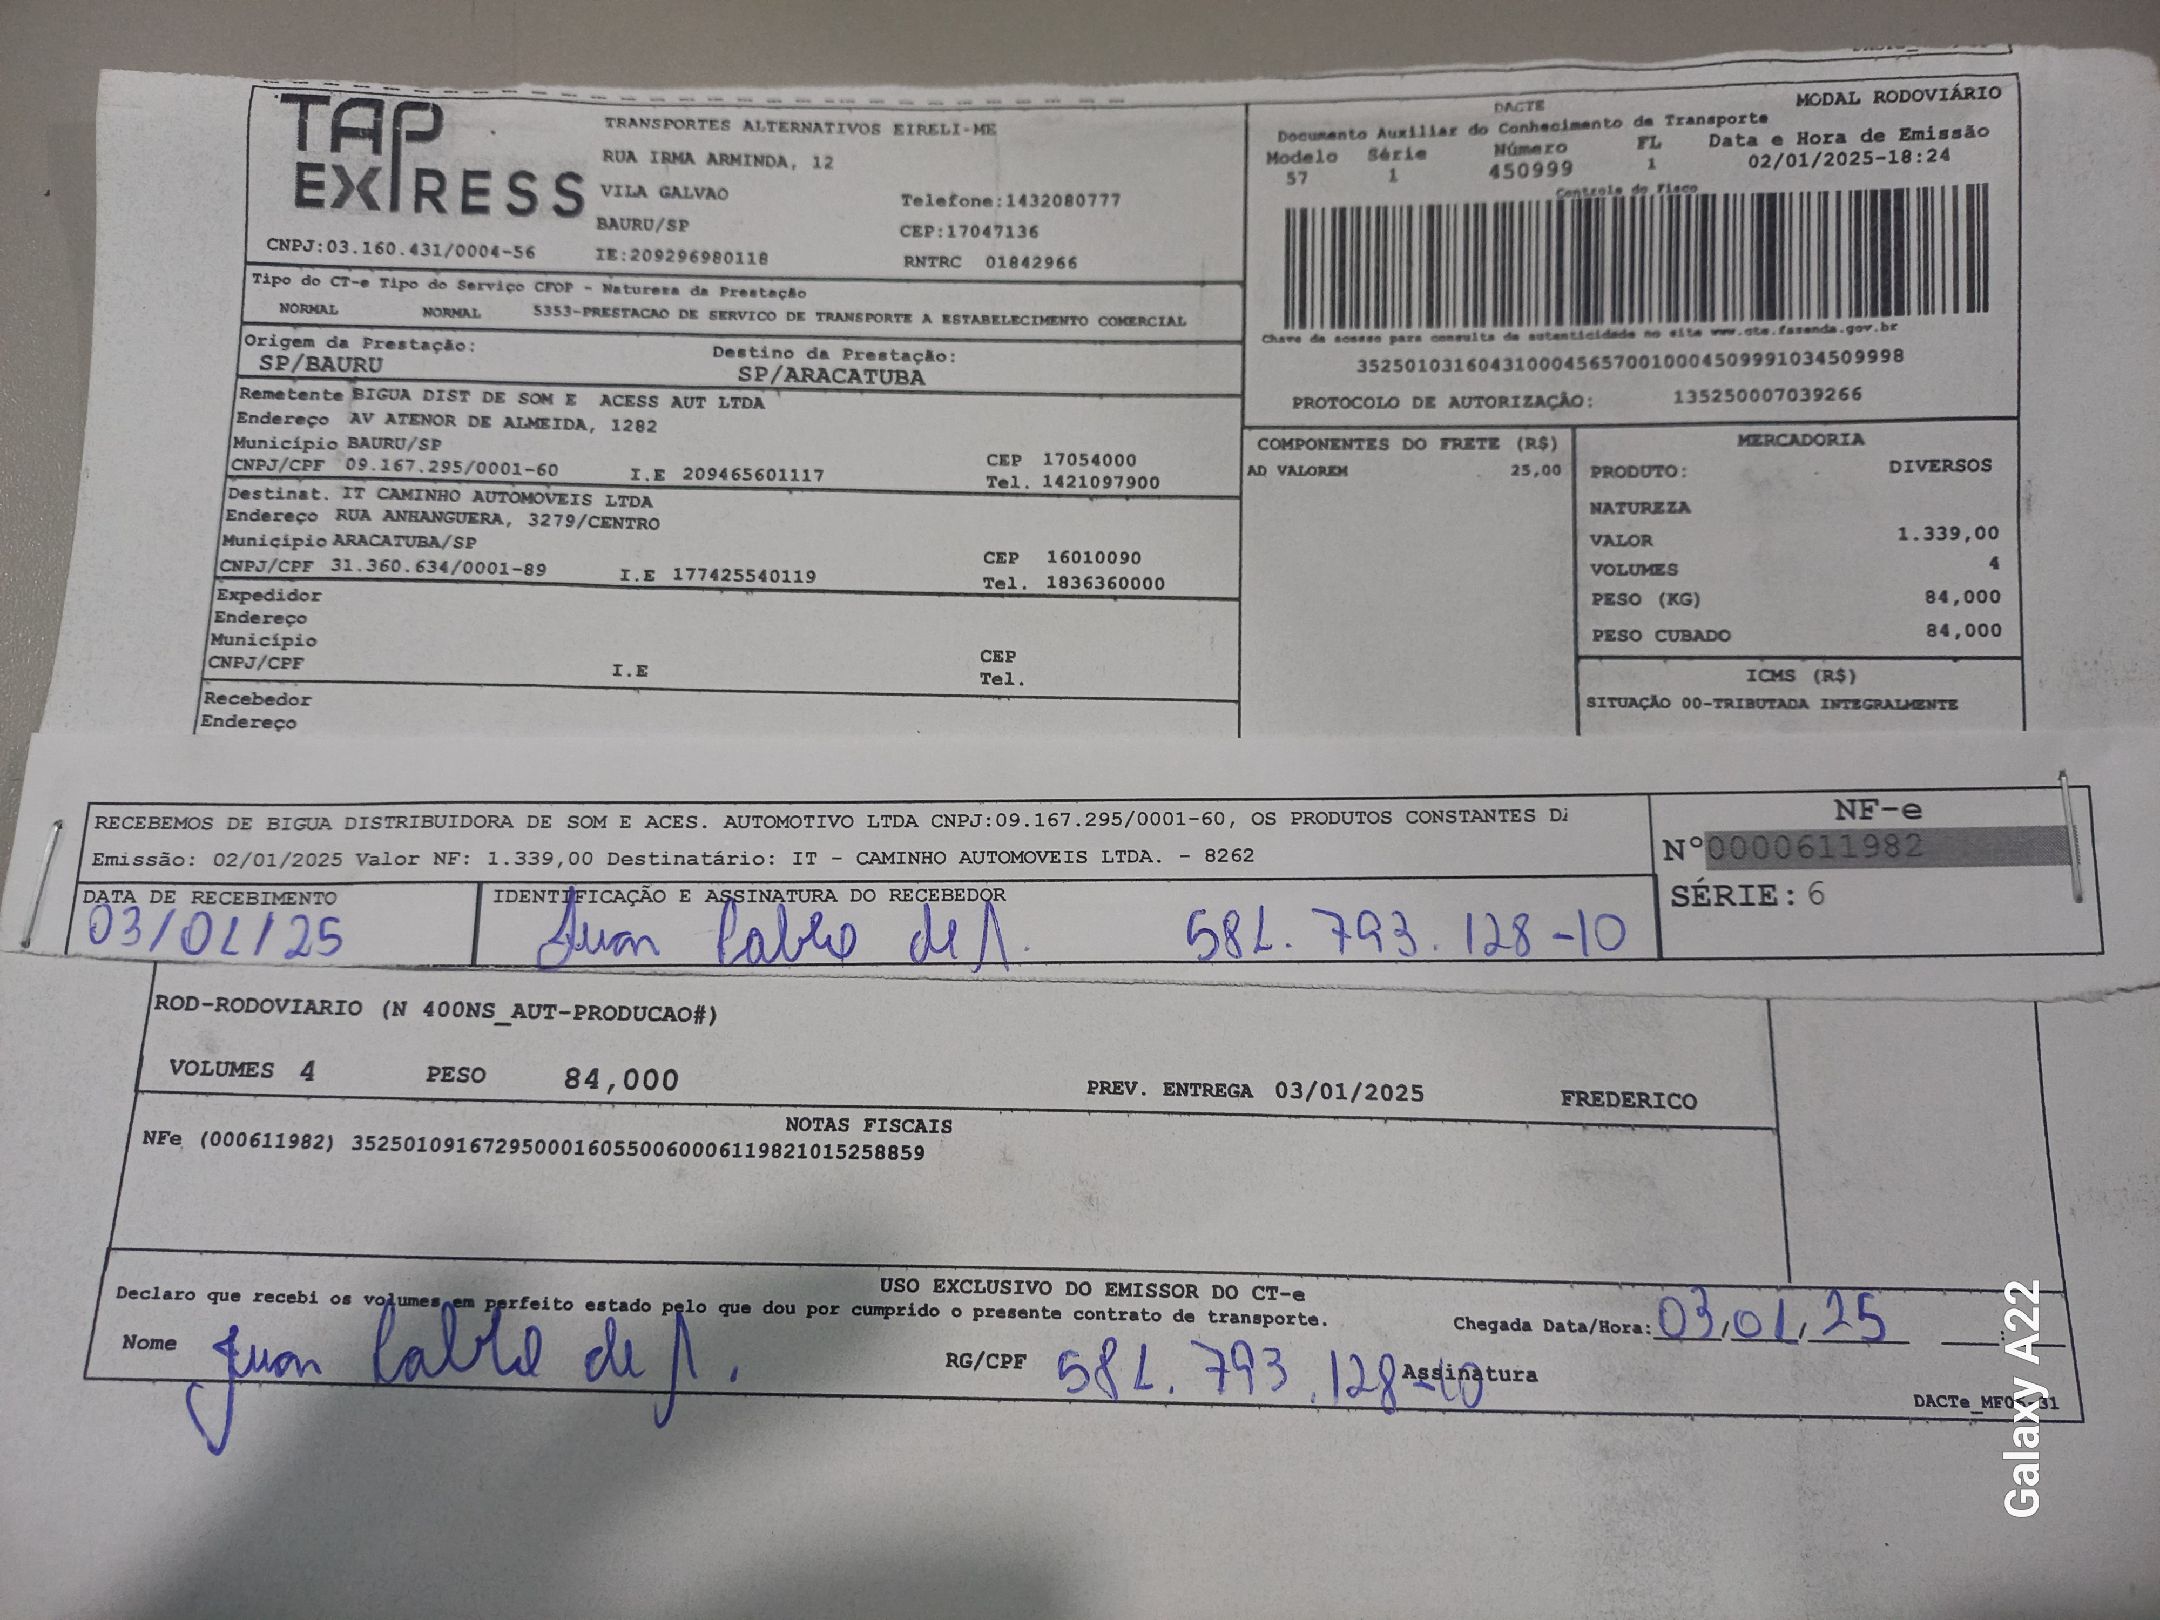 TAP
EXPRESS
TRANSPORTES ALTERNATIVOS EIRELI-ME
RUA IRMA ARMINDA, 12
VILA GALVAO
BAURU/SP
Telefone:1432080777
CEP:17047136
CNPJ:03.160.431/0004-56 IE:209296980118 RNTRC 01842966
DACTE MODAL RODOVIÁRIO
Documento Auxiliar do Conhecimento de Transporte
Modelo Série Número FL Data e Hora de Emissão
57 1 450999 1 02/01/2025-18:24
Controle do Fisco
Chave de acesso para consulta de autenticidade no site www.cte.fazenda.gov.br
35250103160431000456570010004509991034509998
PROTOCOLO DE AUTORIZAÇÃO: 135250007039266
Tipo do CT-e Tipo do Serviço CFOP - Natureza da Prestação
NORMAL NORMAL 5353-PRESTACAO DE SERVICO DE TRANSPORTE A ESTABELECIMENTO COMERCIAL
Origem da Prestação: Destino da Prestação:
SP/BAURU SP/ARACATUBA
Remetente BIGUA DIST DE SOM E ACESS AUT LTDA
Endereço AV ATENOR DE ALMEIDA, 1282
Município BAURU/SP CEP 17054000
CNPJ/CPF 09.167.295/0001-60 I.E 209465601117 Tel. 1421097900
Destinat. IT CAMINHO AUTOMOVEIS LTDA
Endereço RUA ANHANGUERA, 3279/CENTRO
Município ARACATUBA/SP CEP 16010090
CNPJ/CPF 31.360.634/0001-89 I.E 177425540119 Tel. 1836360000
Expedidor
Endereço
Município CEP
CNPJ/CPF I.E Tel.
Recebedor
Endereço
COMPONENTES DO FRETE (R$)
AD VALOREM 25,00
MERCADORIA
PRODUTO: DIVERSOS
NATUREZA
VALOR 1.339,00
VOLUMES 4
PESO (KG) 84,000
PESO CUBADO 84,000
ICMS (R$)
SITUAÇÃO 00-TRIBUTADA INTEGRALMENTE
RECEBEMOS DE BIGUA DISTRIBUIDORA DE SOM E ACES. AUTOMOTIVO LTDA CNPJ:09.167.295/0001-60, OS PRODUTOS CONSTANTES D
Emissão: 02/01/2025 Valor NF: 1.339,00 Destinatário: IT - CAMINHO AUTOMOVEIS LTDA. - 8262
NF-e
Nº0000611982
SÉRIE: 6
DATA DE RECEBIMENTO IDENTIFICAÇÃO E ASSINATURA DO RECEBEDOR
03/01/25 Juan Pablo de 581.793.128-10
ROD-RODOVIARIO (N 400NS_AUT-PRODUCAO#)
VOLUMES 4 PESO 84,000 PREV. ENTREGA 03/01/2025 FREDERICO
NOTAS FISCAIS
NFe (000611982) 35250109167295000160550060006119821015258859
USO EXCLUSIVO DO EMISSOR DO CT-e
Declaro que recebi os volumes em perfeito estado pelo que dou por cumprido o presente contrato de transporte.
Chegada Data/Hora: 03/01/25 :
Nome Juan Pablo de RG/CPF 581.793.128-10 Assinatura
Galaxy A22